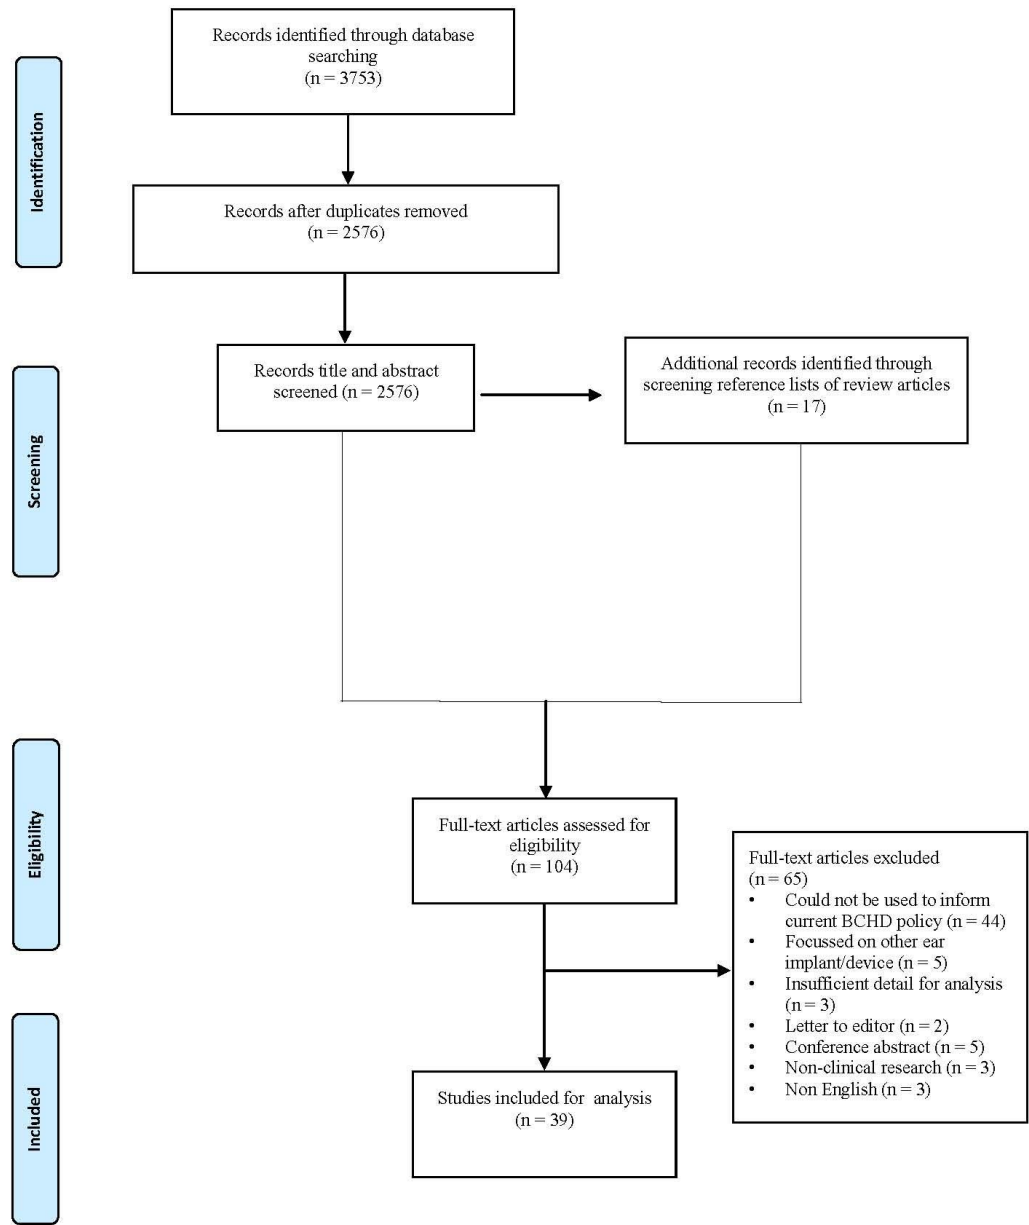 Records identified through database
searching
(n = 3753)
Identification
Records after duplicates removed
(n = 2576)
Records title and abstract
screened (n = 2576)
Additional records identified through
screening reference lists of review articles
(n = 17)
Screening
Full-text articles assessed for
eligibility
(n = 104)
Eligibility
Full-text articles excluded
(n = 65)
• Could not be used to inform
current BCHD policy (n = 44)
• Focussed on other ear
implant/device (n = 5)
• Insufficient detail for analysis
(n = 3)
• Letter to editor (n = 2)
• Conference abstract (n = 5)
• Non-clinical research (n = 3)
• Non English (n = 3)
Studies included for analysis
(n = 39)
Included